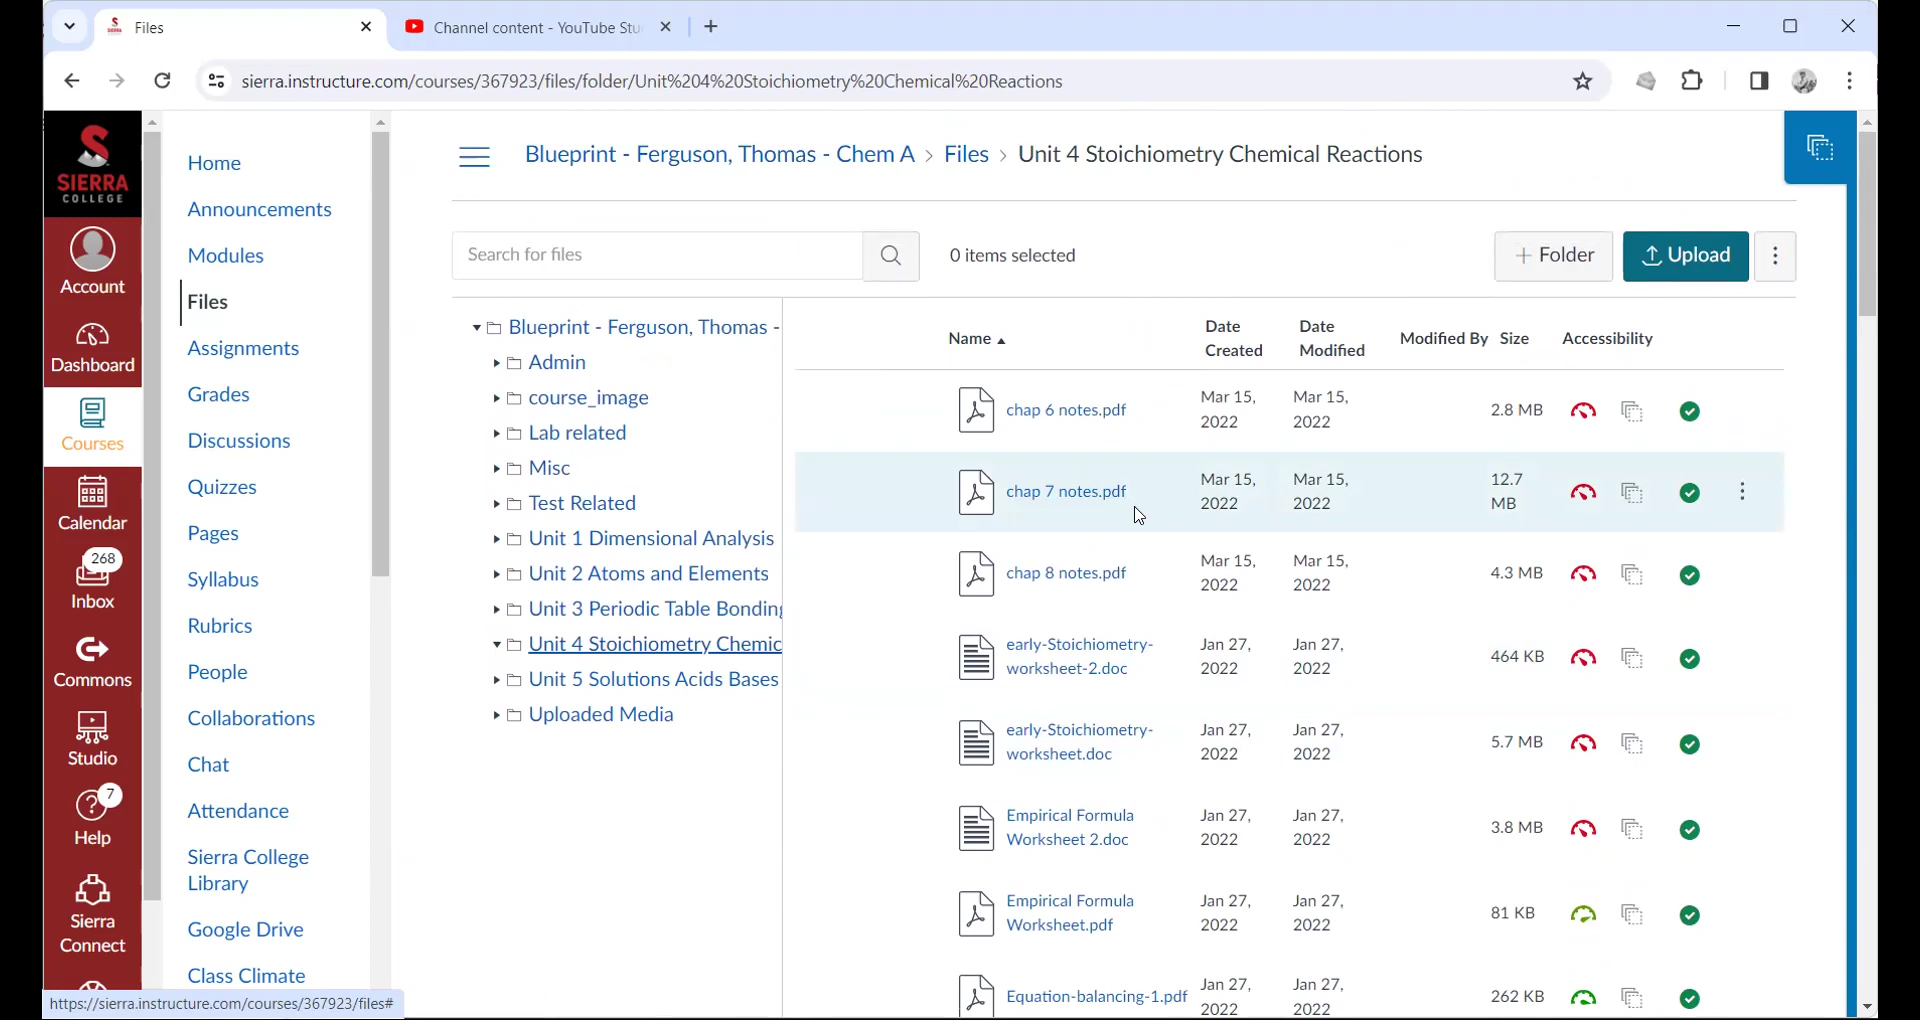 Files
Channel content - YouTube Stu
sierra.instructure.com/courses/367923/files/folder/Unit%204%20Stoichiometry%20Chemical%20Reactions
SIERRA
COLLEGE
Account
Dashboard
Courses
Calendar
268
Inbox
Commons
Studio
7
Help
Sierra
Connect
Home
Announcements
Modules
Files
Assignments
Grades
Discussions
Quizzes
Pages
Syllabus
Rubrics
People
Collaborations
Chat
Attendance
Sierra College
Library
Google Drive
Class Climate
Blueprint - Ferguson, Thomas - Chem A > Files > Unit 4 Stoichiometry Chemical Reactions
Search for files
0 items selected
+ Folder
Upload
Blueprint - Ferguson, Thomas -
Admin
course_image
Lab related
Misc
Test Related
Unit 1 Dimensional Analysis
Unit 2 Atoms and Elements
Unit 3 Periodic Table Bonding
Unit 4 Stoichiometry Chemic
Unit 5 Solutions Acids Bases
Uploaded Media
Name
Date
Created
Date
Modified
Modified By
Size
Accessibility
chap 6 notes.pdf
Mar 15,
2022
Mar 15,
2022
2.8 MB
chap 7 notes.pdf
Mar 15,
2022
Mar 15,
2022
12.7
MB
chap 8 notes.pdf
Mar 15,
2022
Mar 15,
2022
4.3 MB
early-Stoichiometry-
worksheet-2.doc
Jan 27,
2022
Jan 27,
2022
464 KB
early-Stoichiometry-
worksheet.doc
Jan 27,
2022
Jan 27,
2022
5.7 MB
Empirical Formula
Worksheet 2.doc
Jan 27,
2022
Jan 27,
2022
3.8 MB
Empirical Formula
Worksheet.pdf
Jan 27,
2022
Jan 27,
2022
81 KB
Equation-balancing-1.pdf
Jan 27,
2022
Jan 27,
2022
262 KB
https://sierra.instructure.com/courses/367923/files#